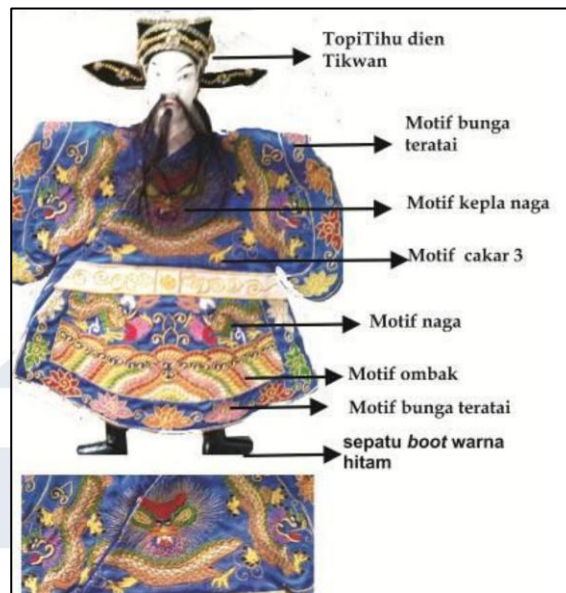 TopiTihu dien
Tikwan
Motif bunga
teratai
Motif kepla naga
Motif cakar 3
Motif naga
Motif ombak
Motif bunga teratai
sepatu boot warna
hitam